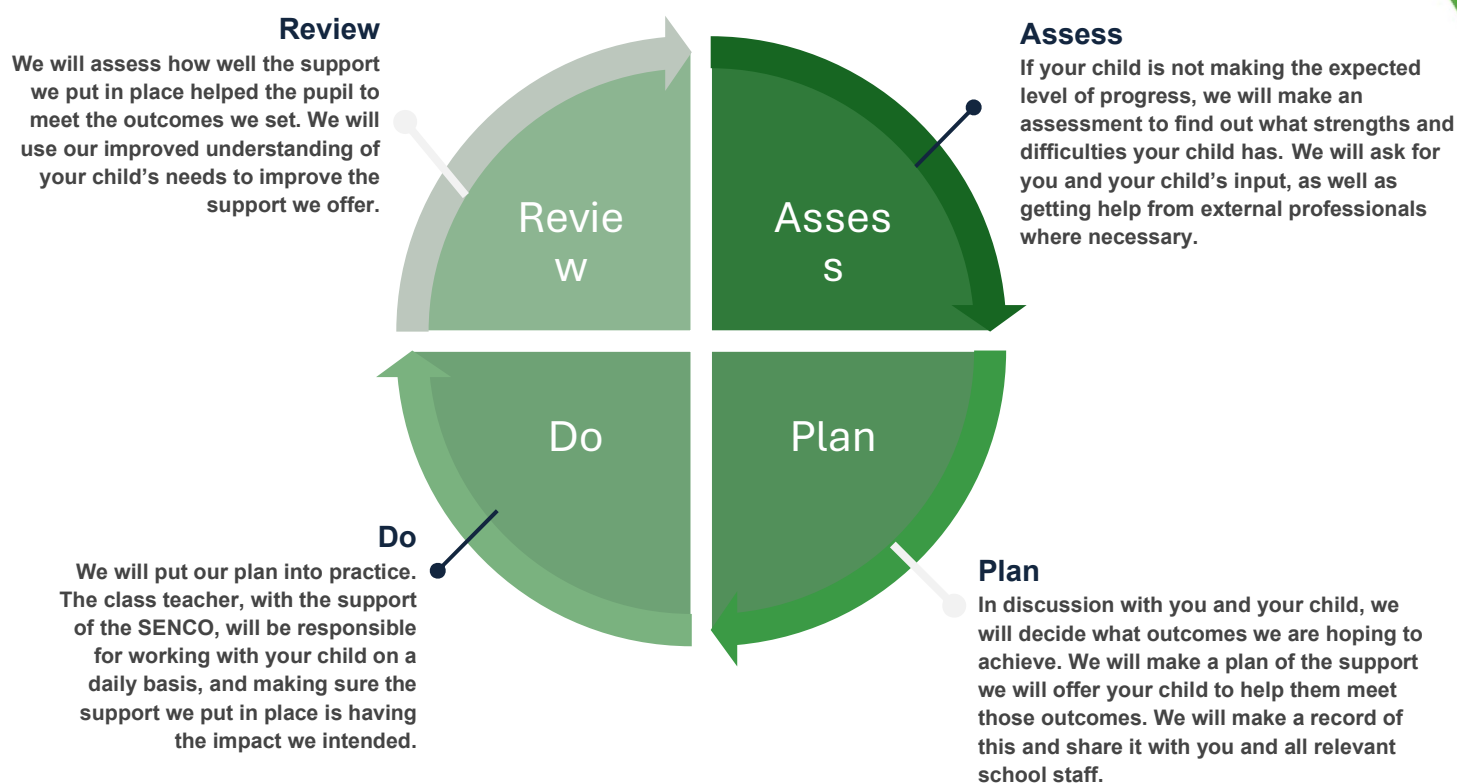 Review
We will assess how well the support
we put in place helped the pupil to
meet the outcomes we set. We will
use our improved understanding of
your child's needs to improve the
support we offer.
Assess
If your child is not making the expected
level of progress, we will make an
assessment to find out what strengths and
difficulties your child has. We will ask for
you and your child's input, as well as
getting help from external professionals
where necessary.
Revie
w
Asses
s
Do
Plan
Do
We will put our plan into practice.
The class teacher, with the support
of the SENCO, will be responsible
for working with your child on a
daily basis, and making sure the
support we put in place is having
the impact we intended.
Plan
In discussion with you and your child, we
will decide what outcomes we are hoping to
achieve. We will make a plan of the support
we will offer your child to help them meet
those outcomes. We will make a record of
this and share it with you and all relevant
school staff.